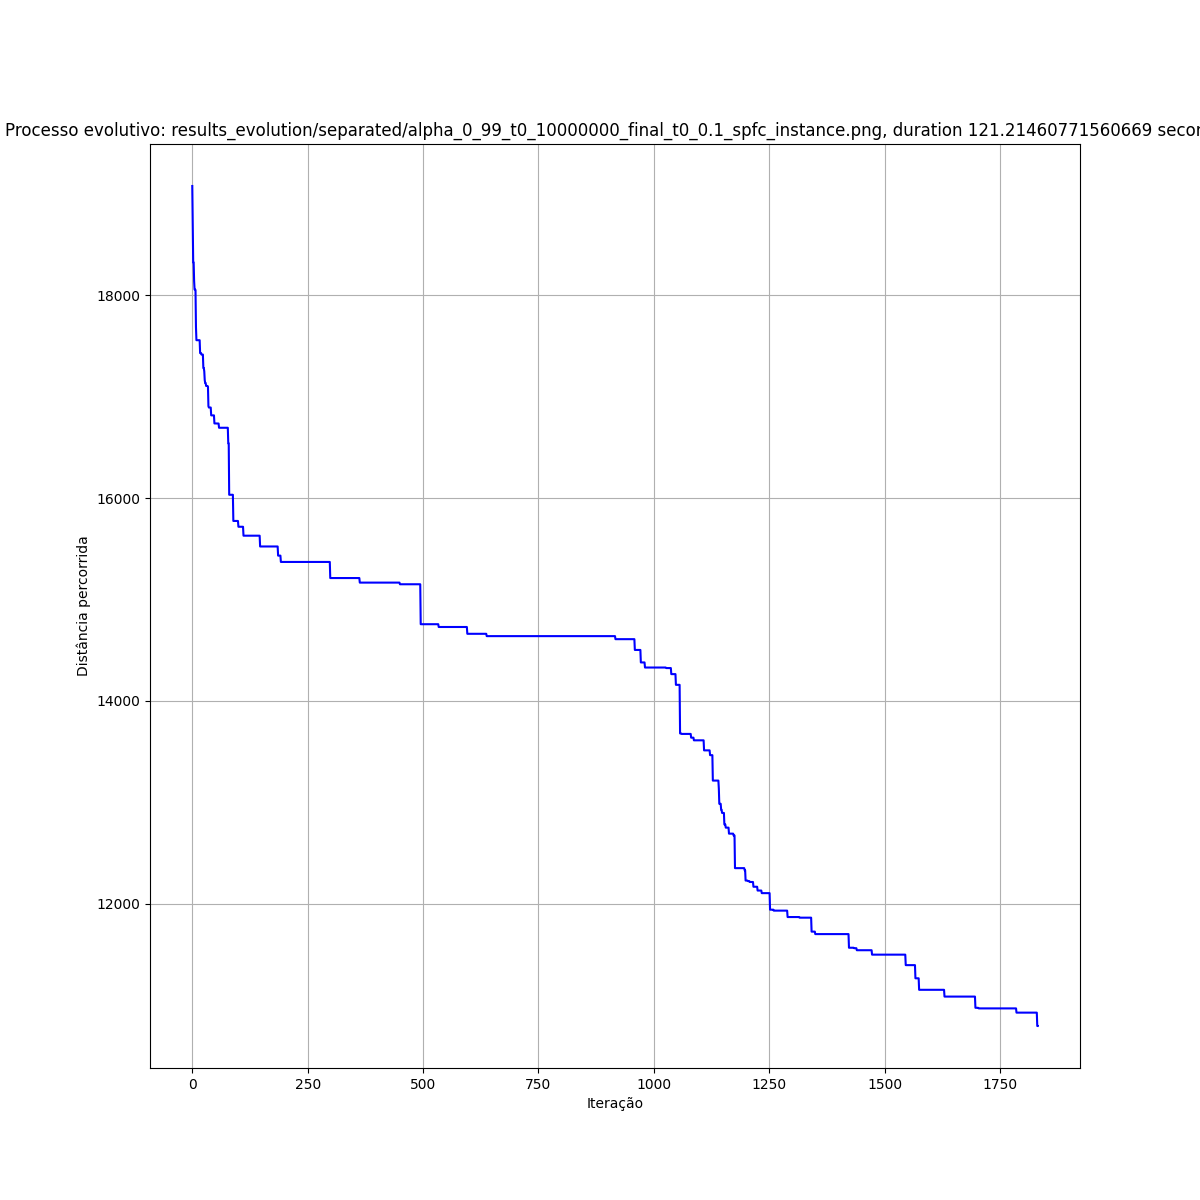 Processo evolutivo: results_evolution/separated/alpha_0_99_t0_10000000_final_t0_0.1_spfc_instance.png, duration 121.21460771560669 secon
18000
16000
14000
12000
Distância percorrida
0 250 500 750 1000 1250 1500 1750
Iteração